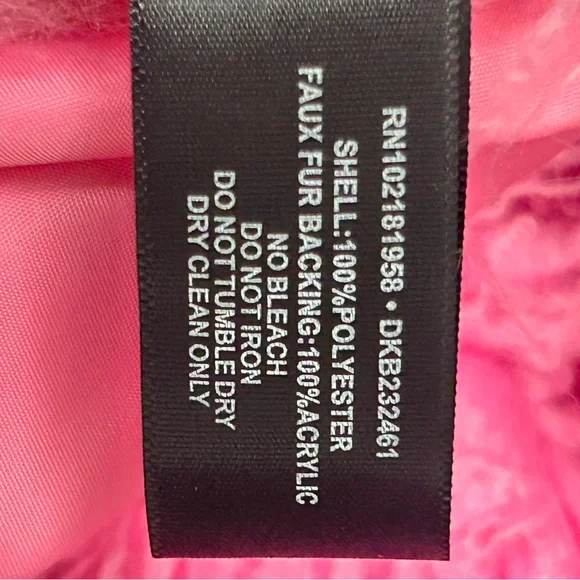 RN102181958 • DKB232461
SHELL:100%POLYESTER
FAUX FUR BACKING:100%ACRYLIC
NO BLEACH
DO NOT IRON
DO NOT TUMBLE DRY
DRY CLEAN ONLY